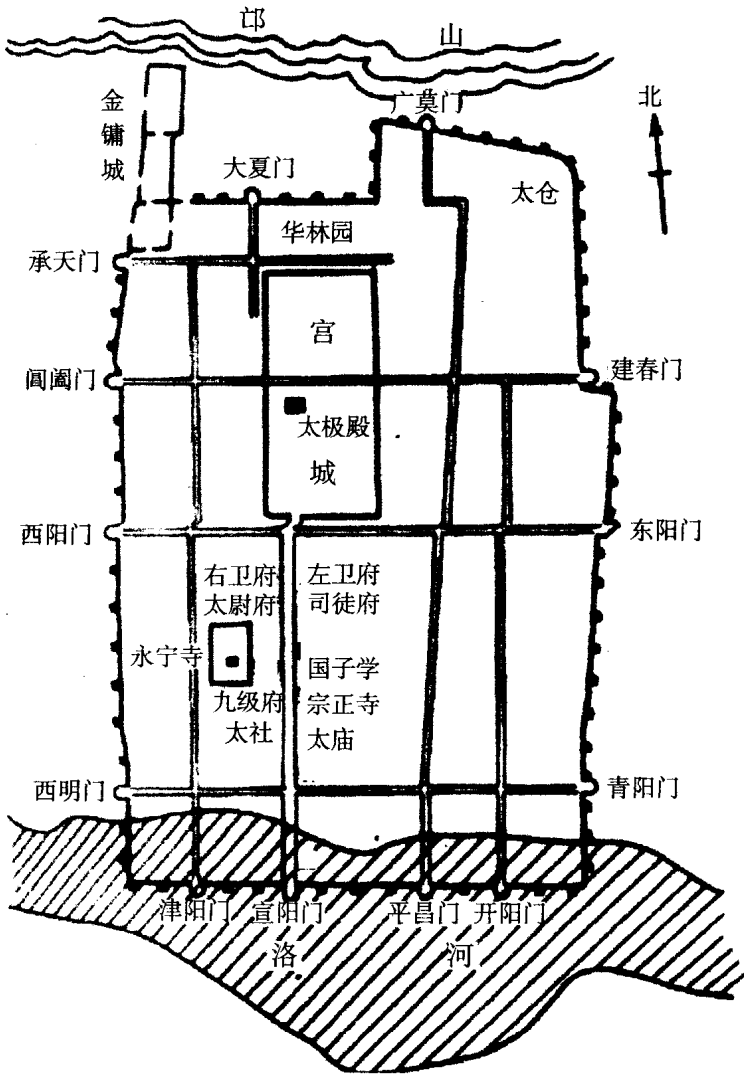 邙山
广莫门
北
金镛城
大夏门
太仓
华林园
承天门
宫
阊阖门
建春门
太极殿
城
西阳门
东阳门
右卫府
左卫府
太尉府
司徒府
永宁寺
国子学
九级府
宗正寺
太社
太庙
西明门
青阳门
津阳门
宣阳门
平昌门
开阳门
洛河